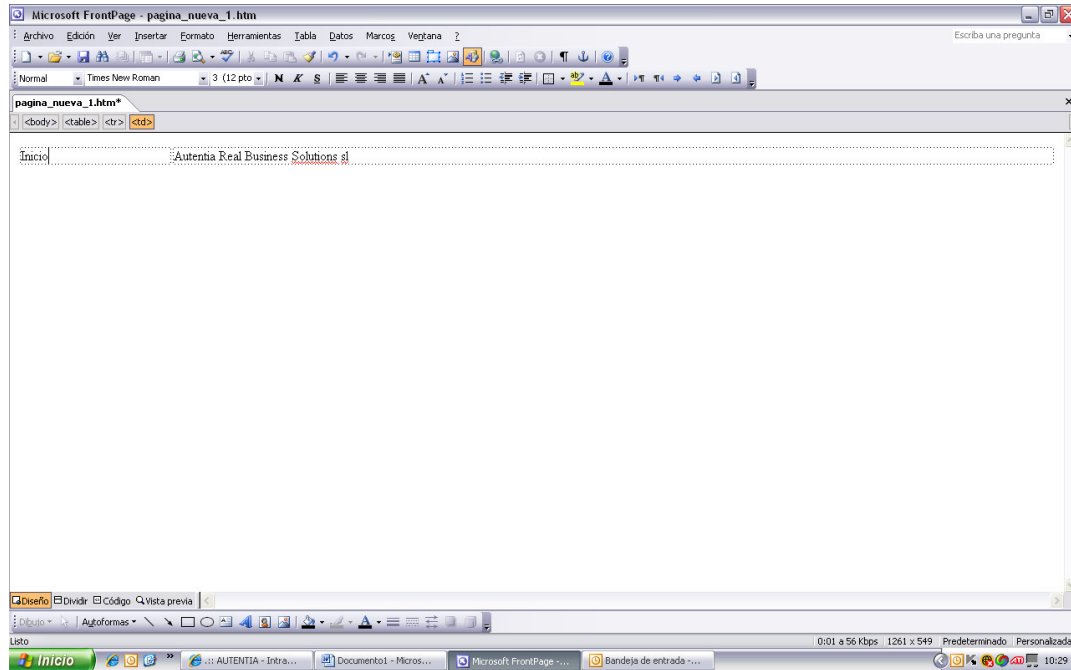 Microsoft FrontPage - pagina_nueva_1.htm
Archivo Edición Ver Insertar Formato Herramientas Tabla Datos Marcos Ventana ?
Escriba una pregunta
Normal Times New Roman 3 (12 pto N K S
pagina_nueva_1.htm*
<body> <table> <tr> <td>
Inicio Autentia Real Business Solutions sl
Diseño Dividir Código Vista previa
Dibujo Autoformas
Listo 0:01 a 56 Kbps 1261 x 549 Predeterminado Personalizada
Inicio .:: AUTENTIA - Intra... Documento1 - Micros... Microsoft FrontPage -... Bandeja de entrada -... 10:29